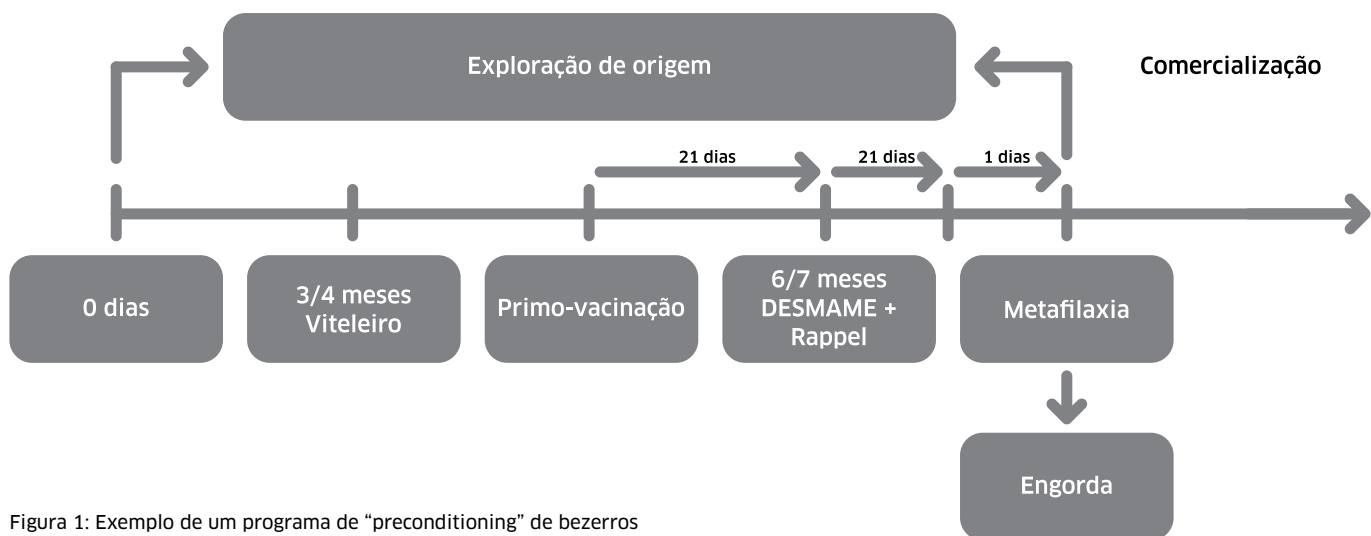 Exploração de origem
Comercialização
21 dias
21 dias
1 dias
0 dias
3/4 meses
Viteleiro
Primo-vacinação
6/7 meses
DESMAME +
Rappel
Metafilaxia
Engorda
Figura 1: Exemplo de um programa de “preconditioning” de bezerros